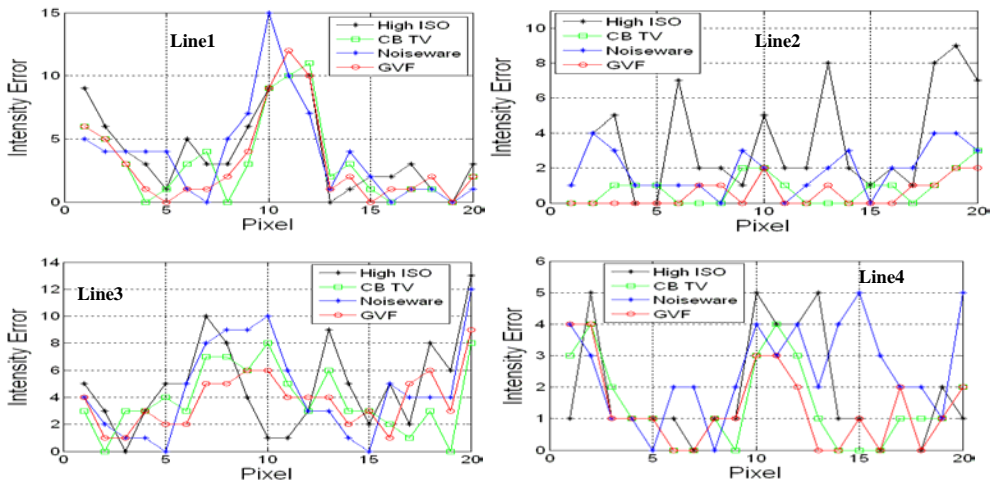 Line1
High ISO
CB TV
Noiseware
GVF
Intensity Error
15
10
5
0
0 5 10 15 20
Pixel
Line2
High ISO
CB TV
Noiseware
GVF
Intensity Error
10
8
6
4
2
0
0 5 10 15 20
Pixel
Line3
High ISO
CB TV
Noiseware
GVF
Intensity Error
14
12
10
8
6
4
2
0
0 5 10 15 20
Pixel
Line4
High ISO
CB TV
Noiseware
GVF
Intensity Error
6
5
4
3
2
1
0
0 5 10 15 20
Pixel